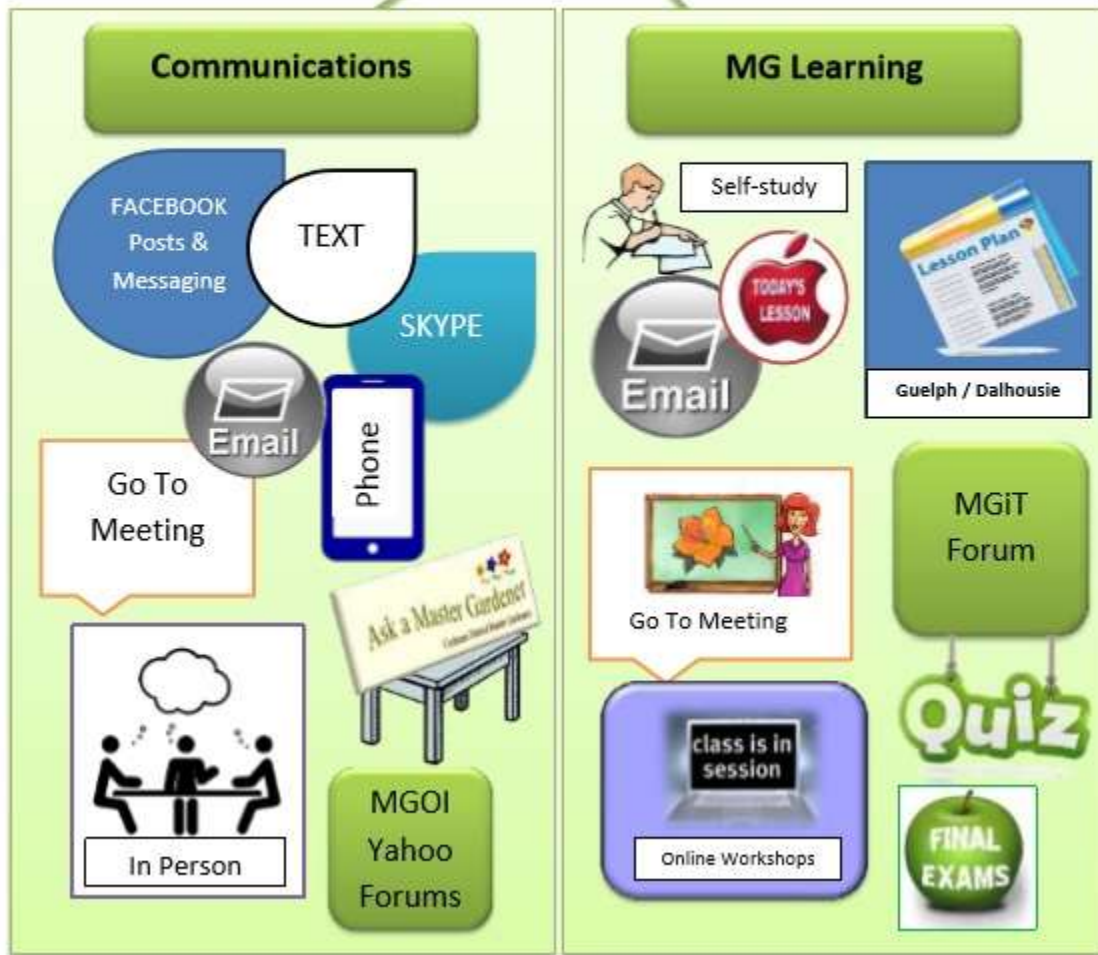 Communications
FACEBOOK
Posts &
Messaging
TEXT
SKYPE
Email
Phone
Go To
Meeting
Ask a Master Gardener
In Person
MGOI
Yahoo
Forums
MG Learning
Self-study
TODAY'S
LESSON
Email
Lesson Plan
Guelph / Dalhousie
Go To Meeting
MGiT
Forum
Quiz
class is in
session
Online Workshops
FINAL
EXAMS